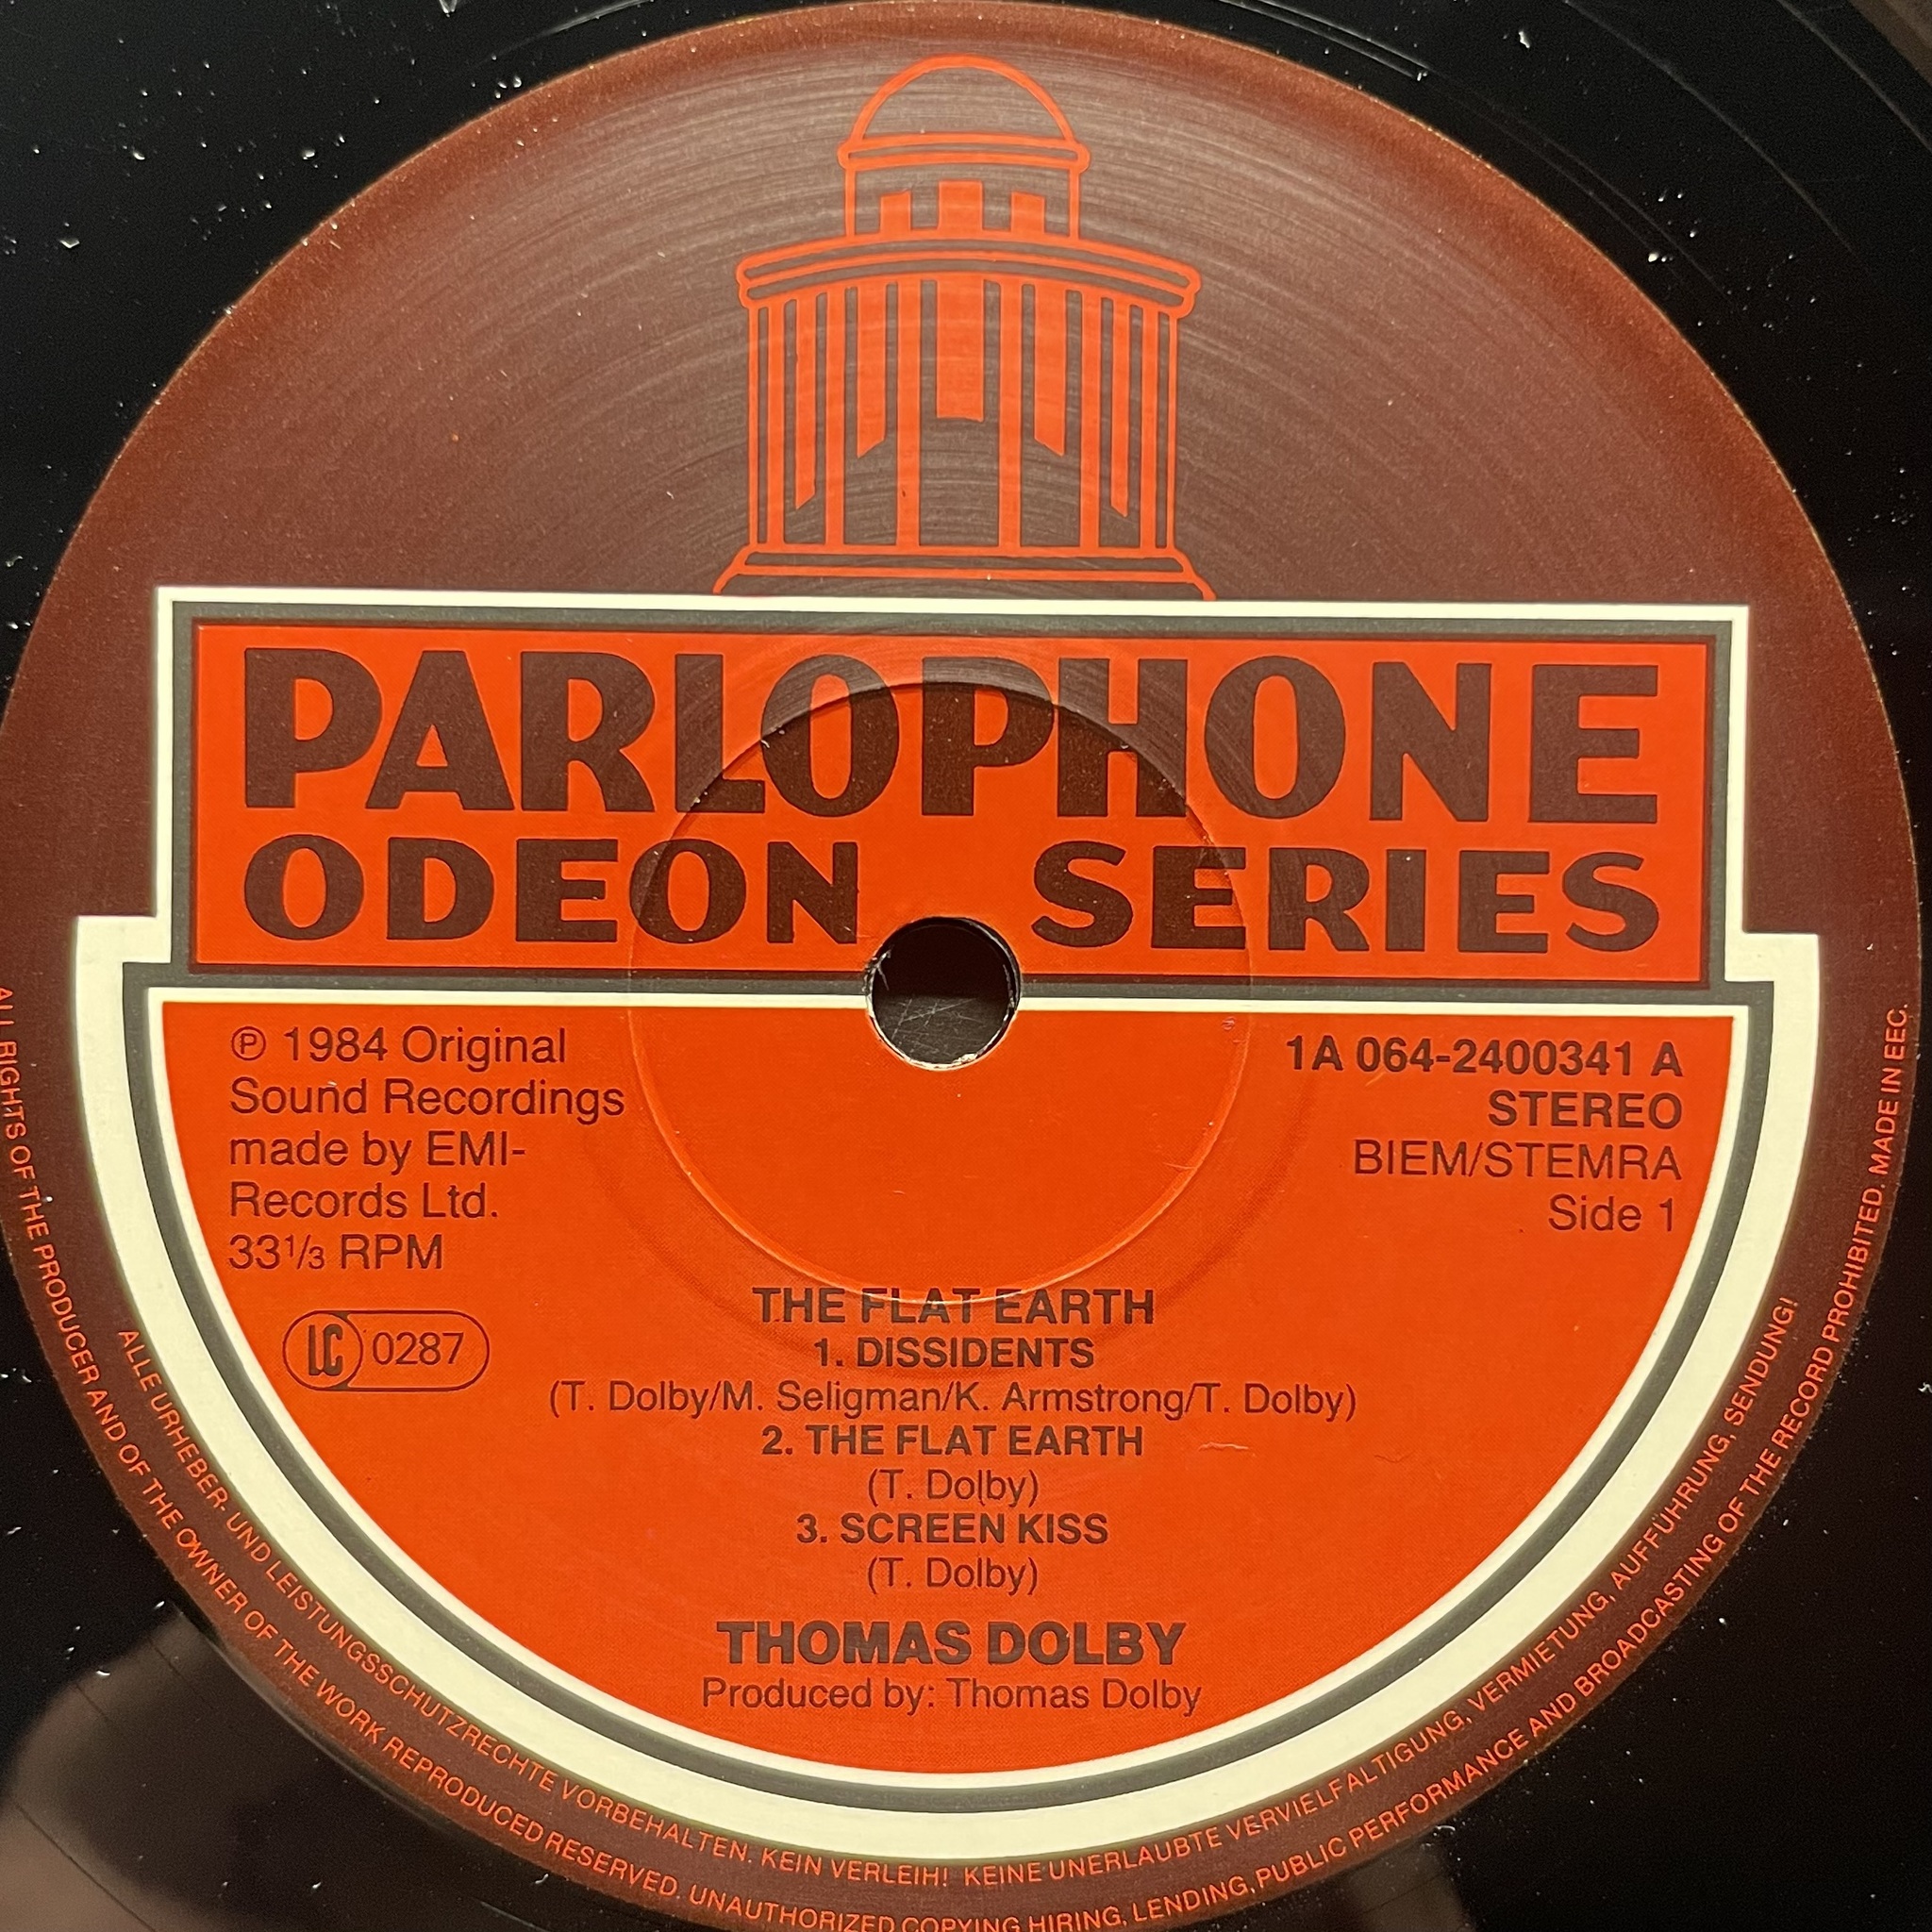 PARLOPHONE
ODEON SERIES
℗ 1984 Original
Sound Recordings
made by EMI-
Records Ltd.
33 1/3 RPM
LC 0287
1A 064-2400341 A
STEREO
BIEM/STEMRA
Side 1
THE FLAT EARTH
1. DISSIDENTS
(T. Dolby/M. Seligman/K. Armstrong/T. Dolby)
2. THE FLAT EARTH
(T. Dolby)
3. SCREEN KISS
(T. Dolby)
THOMAS DOLBY
Produced by: Thomas Dolby
ALLE URHEBER- UND LEISTUNGSSCHUTZRECHTE VORBEHALTEN. KEIN VERLEIH! KEINE UNERLAUBTE VERVIELFÄLTIGUNG, VERMIETUNG, AUFFÜHRUNG, SENDUNG!
ALL RIGHTS OF THE PRODUCER AND OF THE OWNER OF THE WORK REPRODUCED RESERVED. UNAUTHORIZED COPYING HIRING, LENDING, PUBLIC PERFORMANCE AND BROADCASTING OF THE RECORD PROHIBITED. MADE IN EEC.